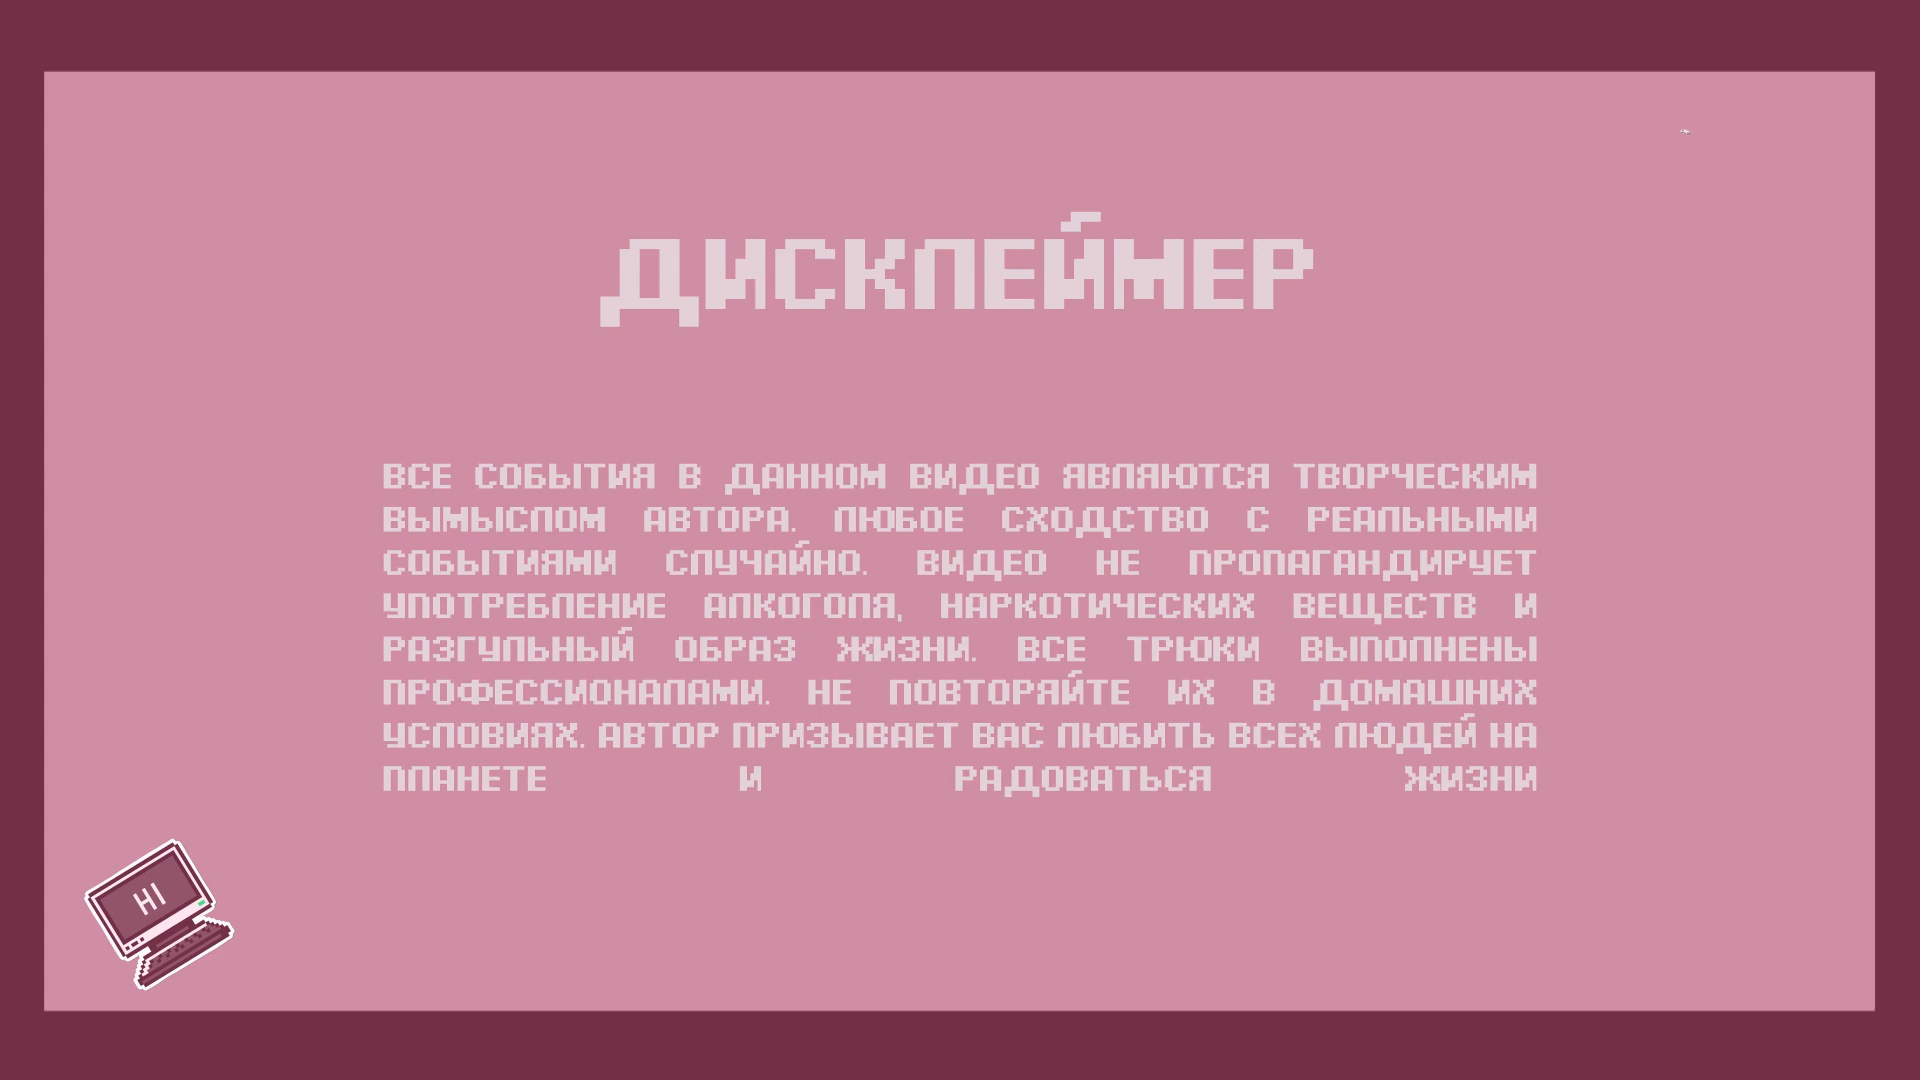 ДИСКЛЕЙМЕР
ВСЕ СОБЫТИЯ В ДАННОМ ВИДЕО ЯВЛЯЮТСЯ ТВОРЧЕСКИМ
ВЫМЫСЛОМ АВТОРА. ЛЮБОЕ СХОДСТВО С РЕАЛЬНЫМИ
СОБЫТИЯМИ СЛУЧАЙНО. ВИДЕО НЕ ПРОПАГАНДИРУЕТ
УПОТРЕБЛЕНИЕ АЛКОГОЛЯ, НАРКОТИЧЕСКИХ ВЕЩЕСТВ И
РАЗГУЛЬНЫЙ ОБРАЗ ЖИЗНИ. ВСЕ ТРЮКИ ВЫПОЛНЕНЫ
ПРОФЕССИОНАЛАМИ. НЕ ПОВТОРЯЙТЕ ИХ В ДОМАШНИХ
УСЛОВИЯХ. АВТОР ПРИЗЫВАЕТ ВАС ЛЮБИТЬ ВСЕХ ЛЮДЕЙ НА
ПЛАНЕТЕ И РАДОВАТЬСЯ ЖИЗНИ
HI